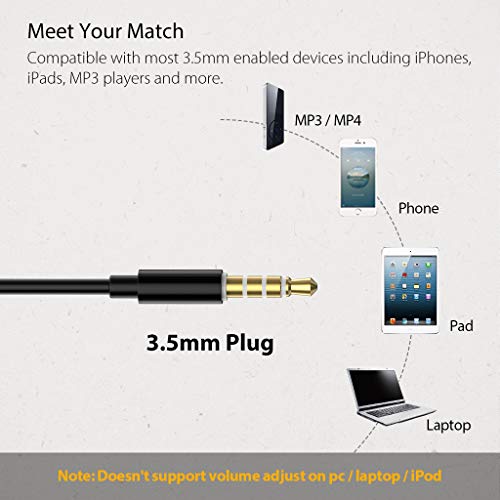 Meet Your Match
Compatible with most 3.5mm enabled devices including iPhones,
iPads, MP3 players and more.
MP3 / MP4
Phone
Pad
3.5mm Plug
Laptop
Note: Doesn't support volume adjust on pc / laptop / iPod